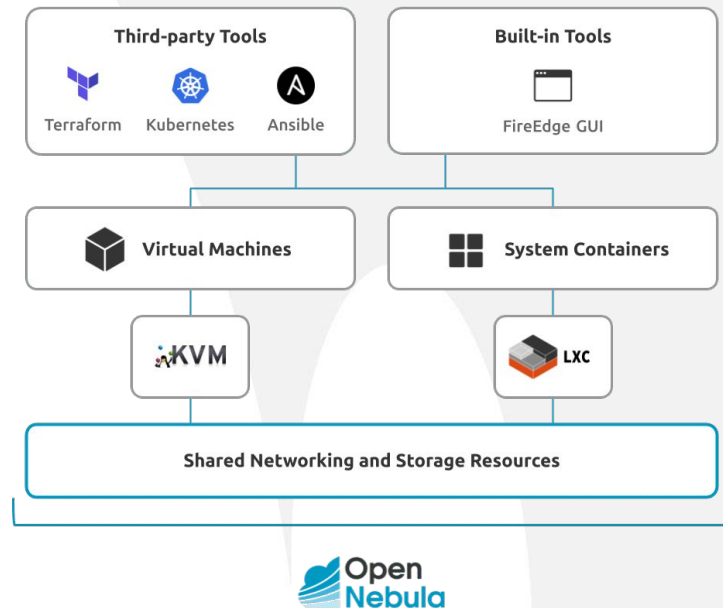 Third-party Tools
Built-in Tools
Terraform
Kubernetes
Ansible
FireEdge GUI
Virtual Machines
System Containers
KVM
LXC
Shared Networking and Storage Resources
Open
Nebula